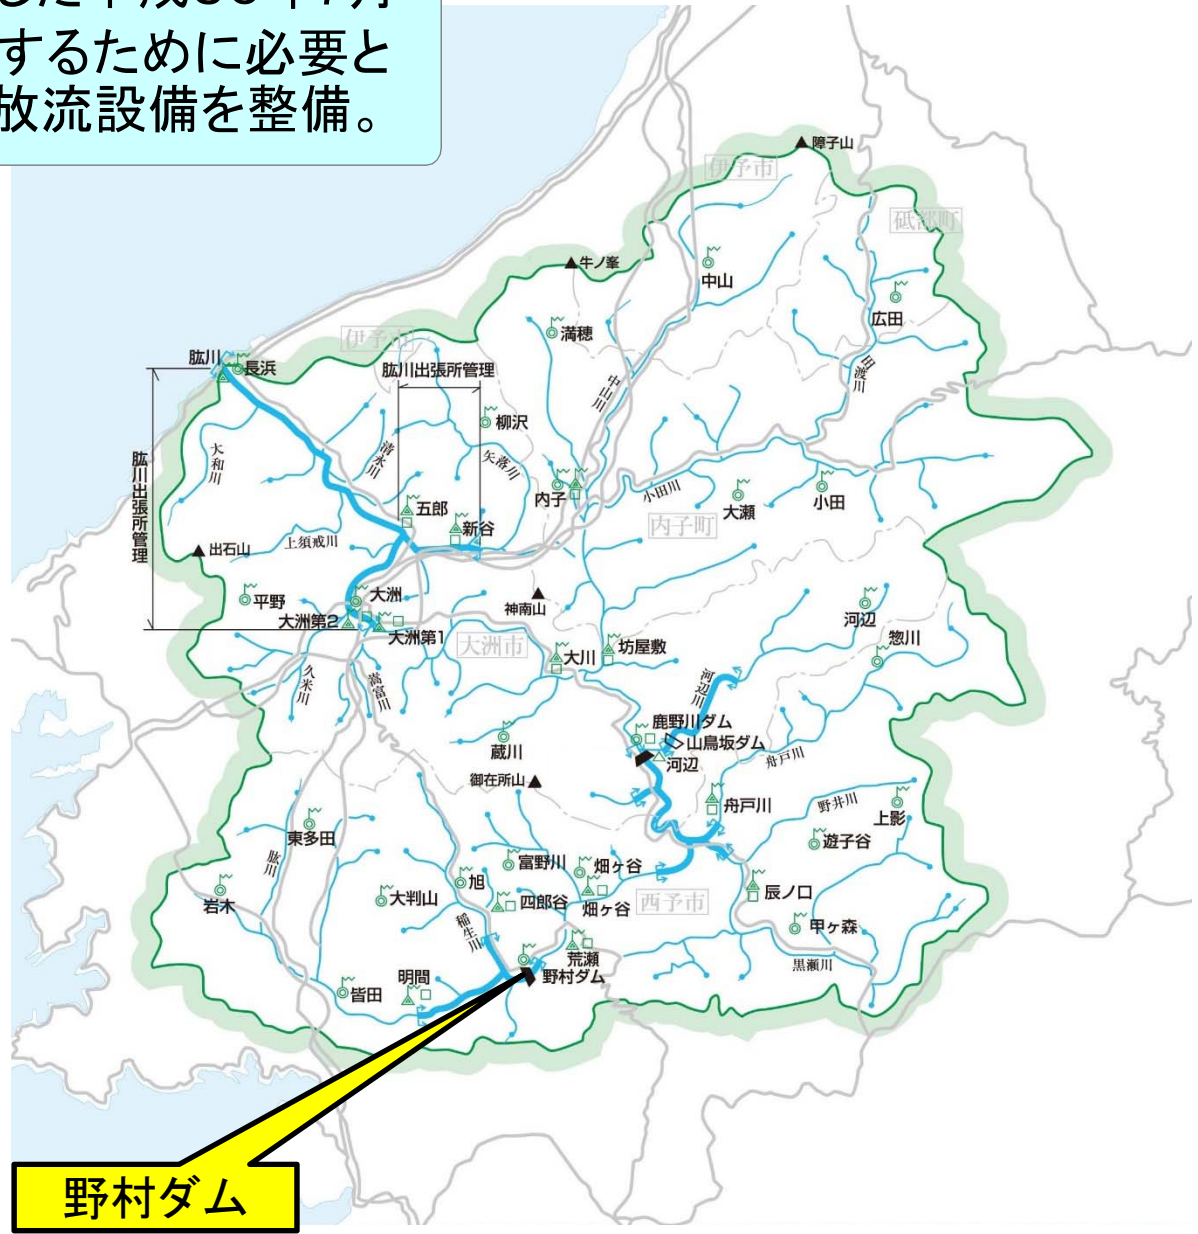 するために必要と
放流設備を整備。
障子山
伊予市
砥部町
牛ノ峯
中山
広田
満穂
伊予市
肱川
長浜
肱川出張所管理
中山川
田渡川
柳沢
大和川
清永川
矢落川
肱川出張所管理
内子
小田川
大瀬
小田
五郎
新谷
内子町
出石山
上須戒川
平野
大洲
神南山
河辺
大洲第2
大洲第1
大洲市
坊屋敷
惣川
大川
久米川
嵩富川
河辺川
鹿野川ダム
山鳥坂ダム
蔵川
河辺
舟戸川
御在所山
舟戸川
野井川
上影
東多田
遊子谷
肱川
富野川
畑ヶ谷
旭
岩木
大判山
四郎谷
畑ヶ谷
西予市
辰ノ口
稲生川
甲ヶ森
荒瀬
黒瀬川
野村ダム
明間
皆田
野村ダム